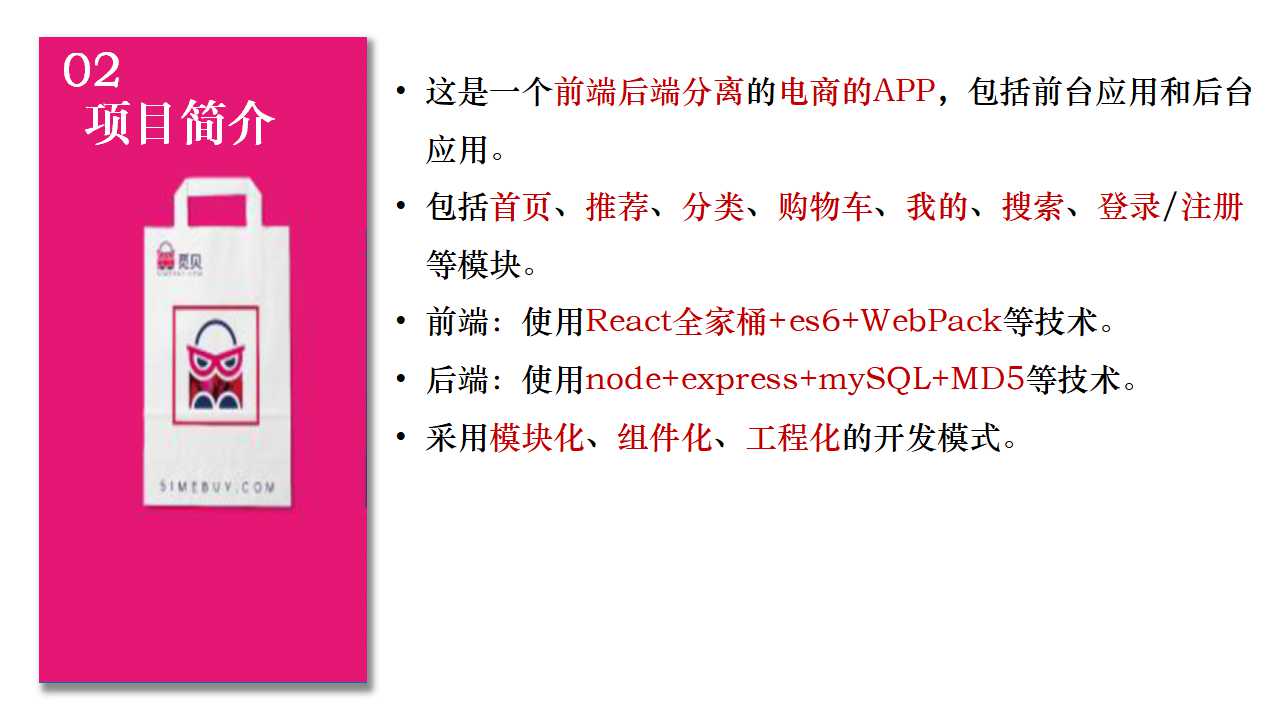 02
项目简介
觅贝
51MEBUY.COM
• 这是一个前端后端分离的电商的APP，包括前台应用和后台
应用。
• 包括首页、推荐、分类、购物车、我的、搜索、登录/注册
等模块。
• 前端：使用React全家桶+es6+WebPack等技术。
• 后端：使用node+express+mySQL+MD5等技术。
• 采用模块化、组件化、工程化的开发模式。